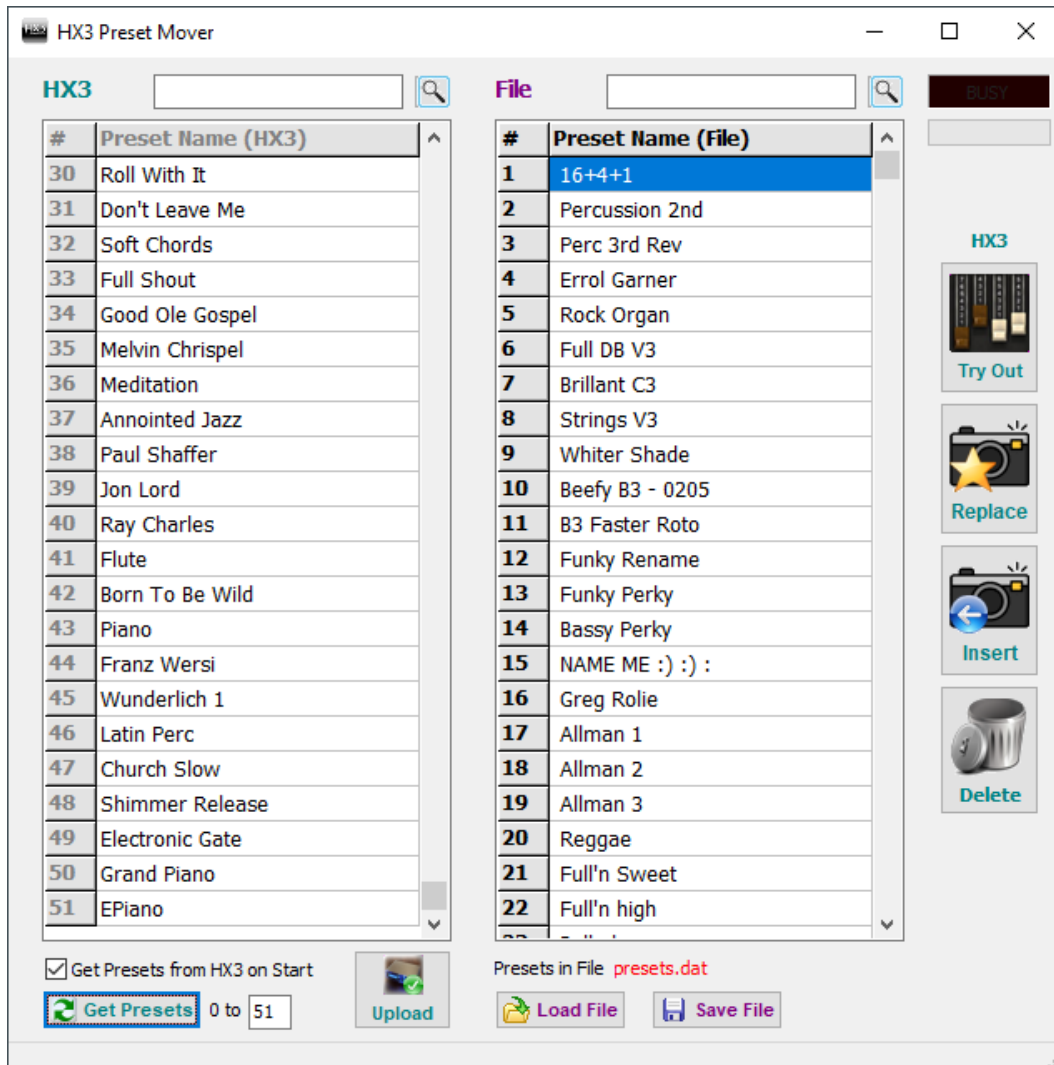 HX3 Preset Mover
HX3
File
BUSY
# Preset Name (HX3)
30 Roll With It
31 Don't Leave Me
32 Soft Chords
33 Full Shout
34 Good Ole Gospel
35 Melvin Chrispel
36 Meditation
37 Annointed Jazz
38 Paul Shaffer
39 Jon Lord
40 Ray Charles
41 Flute
42 Born To Be Wild
43 Piano
44 Franz Wersi
45 Wunderlich 1
46 Latin Perc
47 Church Slow
48 Shimmer Release
49 Electronic Gate
50 Grand Piano
51 EPiano
Get Presets from HX3 on Start
Get Presets 0 to 51
Upload
# Preset Name (File)
1 16+4+1
2 Percussion 2nd
3 Perc 3rd Rev
4 Errol Garner
5 Rock Organ
6 Full DB V3
7 Brillant C3
8 Strings V3
9 Whiter Shade
10 Beefy B3 - 0205
11 B3 Faster Roto
12 Funky Rename
13 Funky Perky
14 Bassy Perky
15 NAME ME :) :) :
16 Greg Rolie
17 Allman 1
18 Allman 2
19 Allman 3
20 Reggae
21 Full'n Sweet
22 Full'n high
Presets in File presets.dat
Load File
Save File
HX3
Try Out
Replace
Insert
Delete